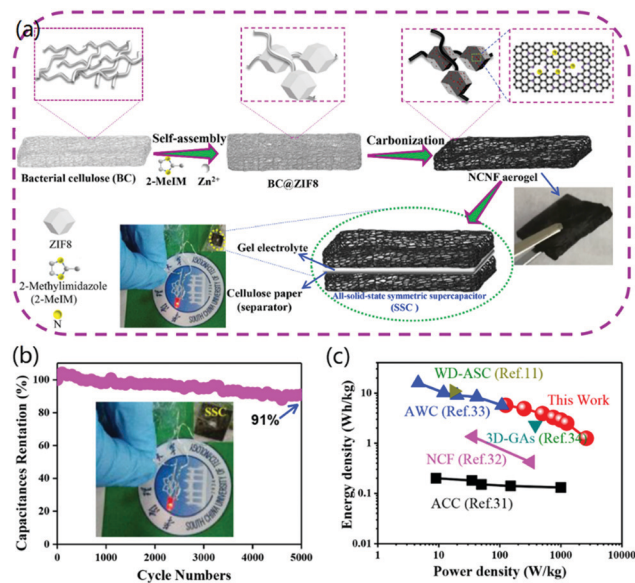 (a)
Self-assembly
Carbonization
Bacterial cellulose (BC)
2-MeIM
Zn²⁺
BC@ZIF8
NCNF aerogel
ZIF8
2-Methylimidazole
(2-MeIM)
N
Gel electrolyte
Cellulose paper
(separator)
All-solid-state symmetric supercapacitor
(SSC )
(b)
Capacitances Rentation (%)
100
80
60
40
20
0
SSC
91%
0
1000
2000
3000
4000
5000
Cycle Numbers
(c)
Energy density (Wh/kg)
100
10
1
0.1
0.01
WD-ASC (Ref.11)
This Work
AWC (Ref.33)
3D-GAs (Ref.34)
NCF (Ref.32)
ACC (Ref.31)
1
10
100
1000
10000
Power density (W/kg)